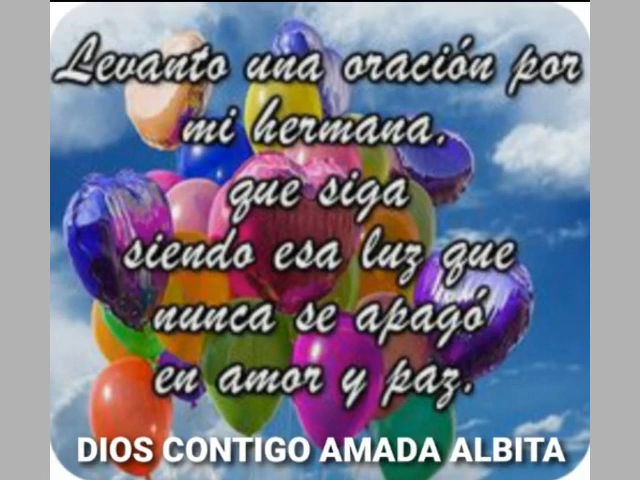 Levanto una oración por
mi hermana,
que siga
siendo esa luz que
nunca se apagó
en amor y paz.
DIOS CONTIGO AMADA ALBITA